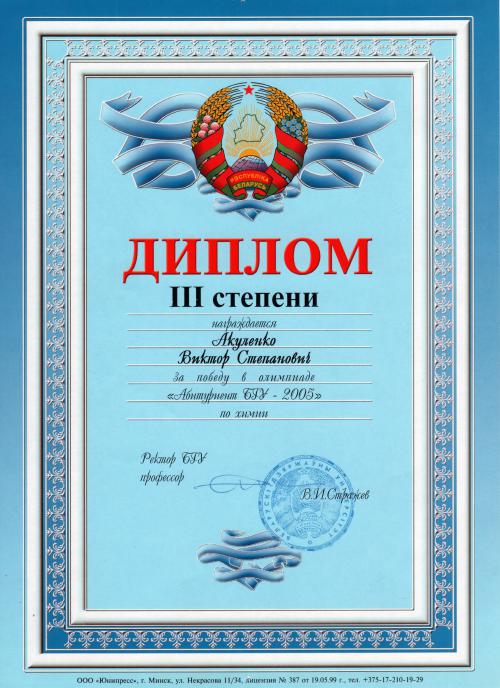 РЭСПУБЛІКА
БЕЛАРУСЬ
ДИПЛОМ
III степени
награждается
Акуленко
Виктор Степанович
За победу в олимпиаде
«Абитуриент БГУ - 2005»
по химии
Ректор БГУ
профессор
В.И.Стражев
ООО «Юнипресс», г. Минск, ул. Некрасова 11/34, лицензия № 387 от 19.05.99 г., тел. +375-17-210-19-29